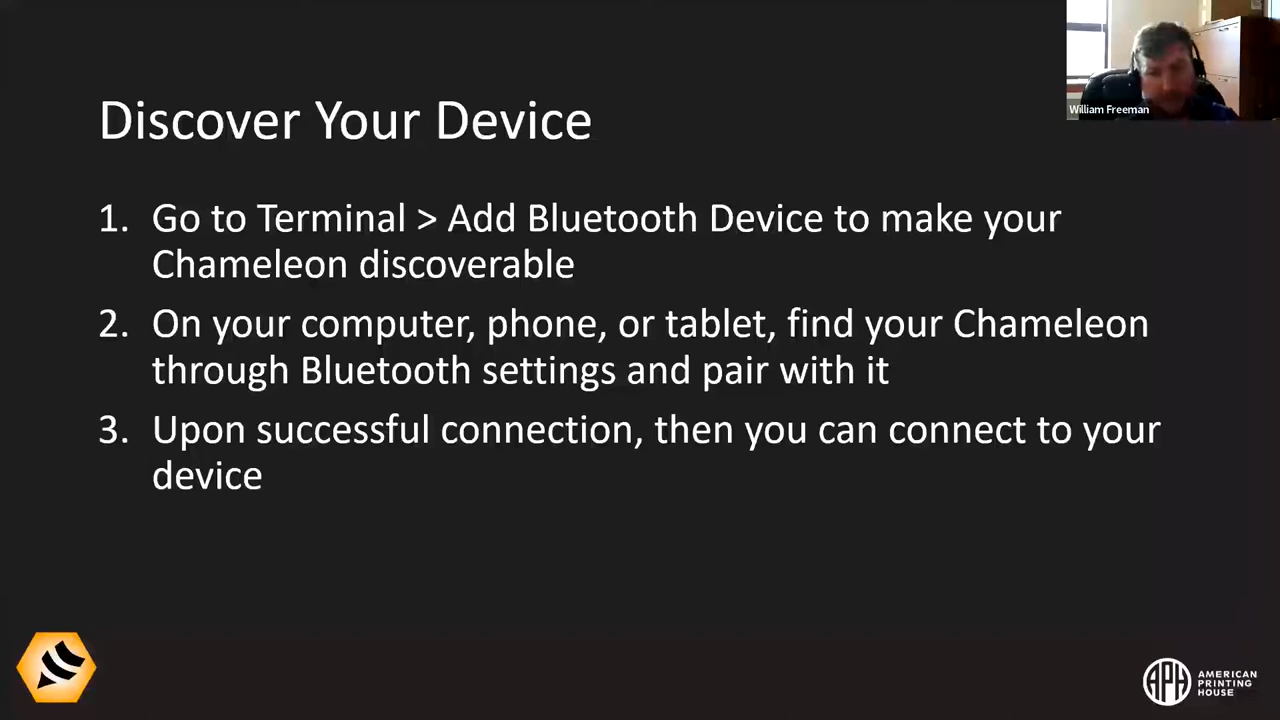 William Freeman
Discover Your Device
1. Go to Terminal > Add Bluetooth Device to make your
Chameleon discoverable
2. On your computer, phone, or tablet, find your Chameleon
through Bluetooth settings and pair with it
3. Upon successful connection, then you can connect to your
device
APH
AMERICAN
PRINTING
HOUSE